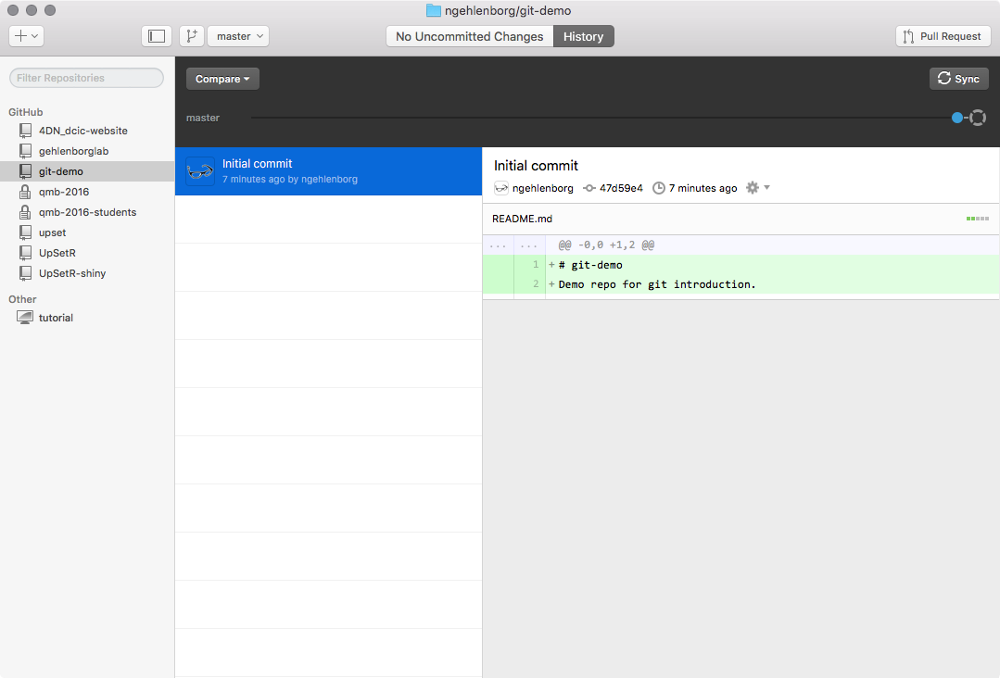 ngehlenborg/git-demo
master
No Uncommitted Changes
History
Pull Request
Filter Repositories
GitHub
4DN_dcic-website
gehlenborglab
git-demo
qmb-2016
qmb-2016-students
upset
UpSetR
UpSetR-shiny
Other
tutorial
Compare
Sync
master
Initial commit
7 minutes ago by ngehlenborg
Initial commit
ngehlenborg 47d59e4 7 minutes ago
README.md
... ... @@ -0,0 +1,2 @@
1 + # git-demo
2 + Demo repo for git introduction.